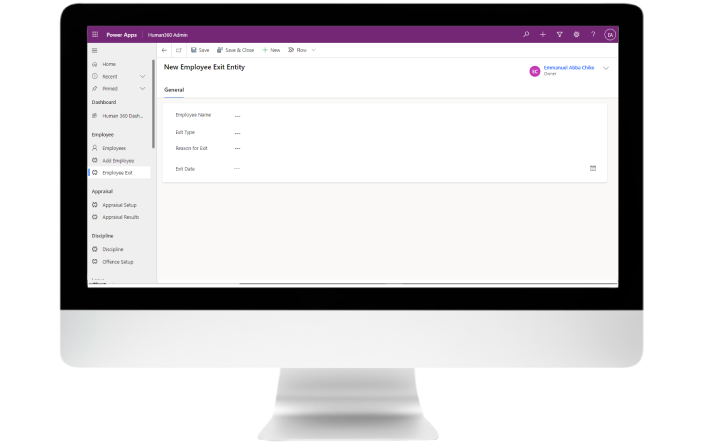 Power Apps Human360 Admin EA
Save Save & Close New Flow
Home
Recent
Pinned
Dashboard
Human 360 Dash...
Employee
Employees
Add Employee
Employee Exit
Appraisal
Appraisal Setup
Appraisal Results
Discipline
Discipline
Offence Setup
New Employee Exit Entity
EC Emmanuel Abba Chike
Owner
General
Employee Name ---
Exit Type ---
Reason for Exit ---
Exit Date ---